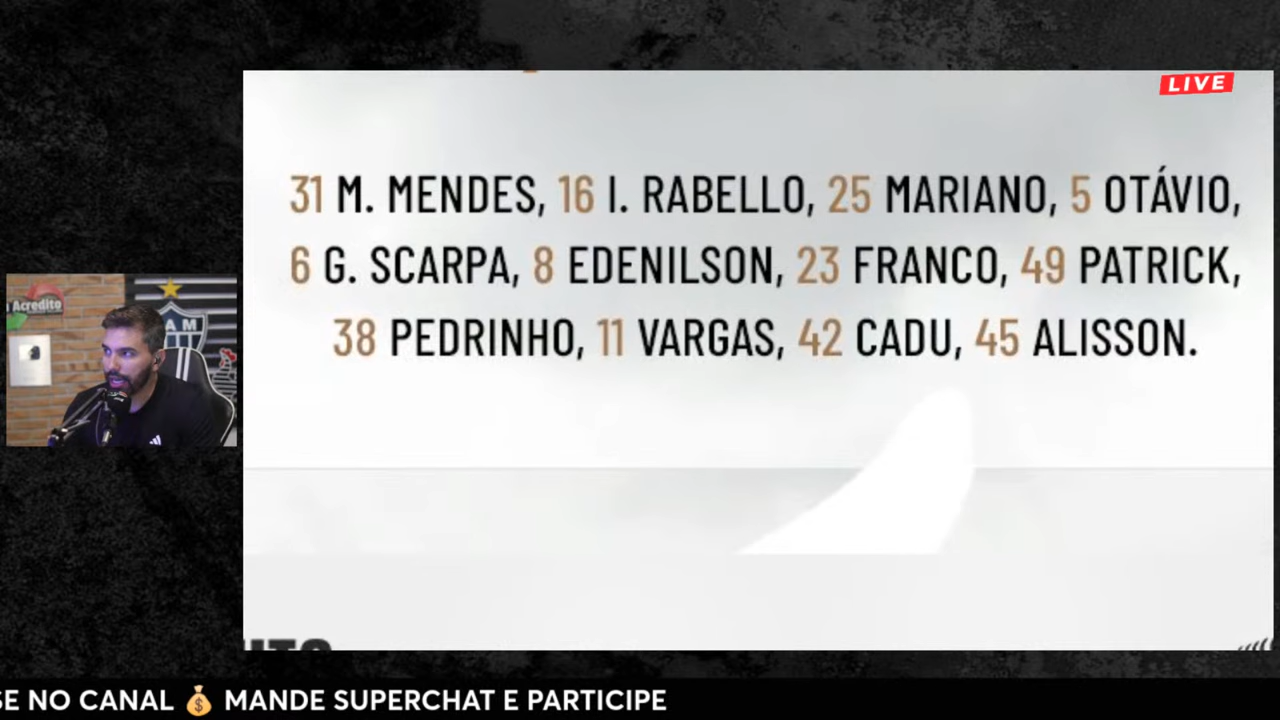 LIVE
31 M. MENDES, 16 I. RABELLO, 25 MARIANO, 5 OTÁVIO,
6 G. SCARPA, 8 EDENILSON, 23 FRANCO, 49 PATRICK,
38 PEDRINHO, 11 VARGAS, 42 CADU, 45 ALISSON.
Acredito
SE NO CANAL 💰 MANDE SUPERCHAT E PARTICIPE